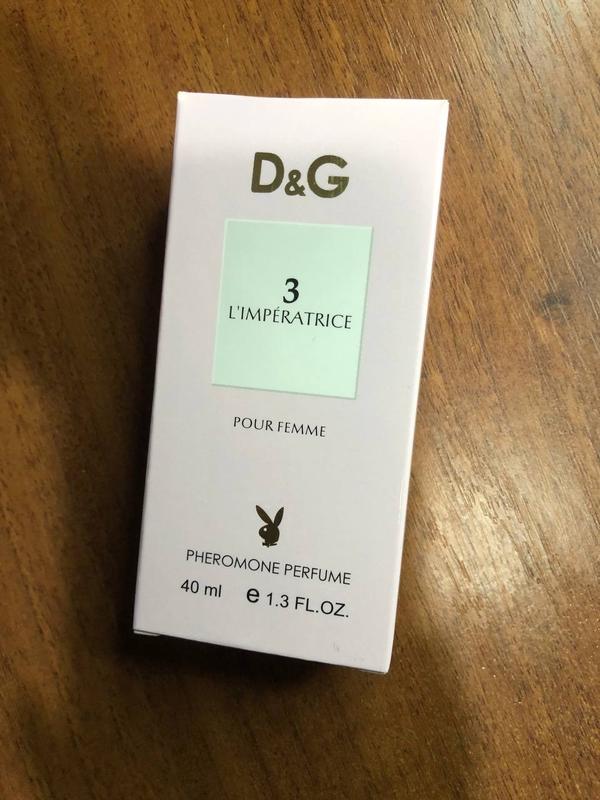 D&G
3
L'IMPÉRATRICE
POUR FEMME
PHEROMONE PERFUME
40 ml e 1.3 FL.OZ.